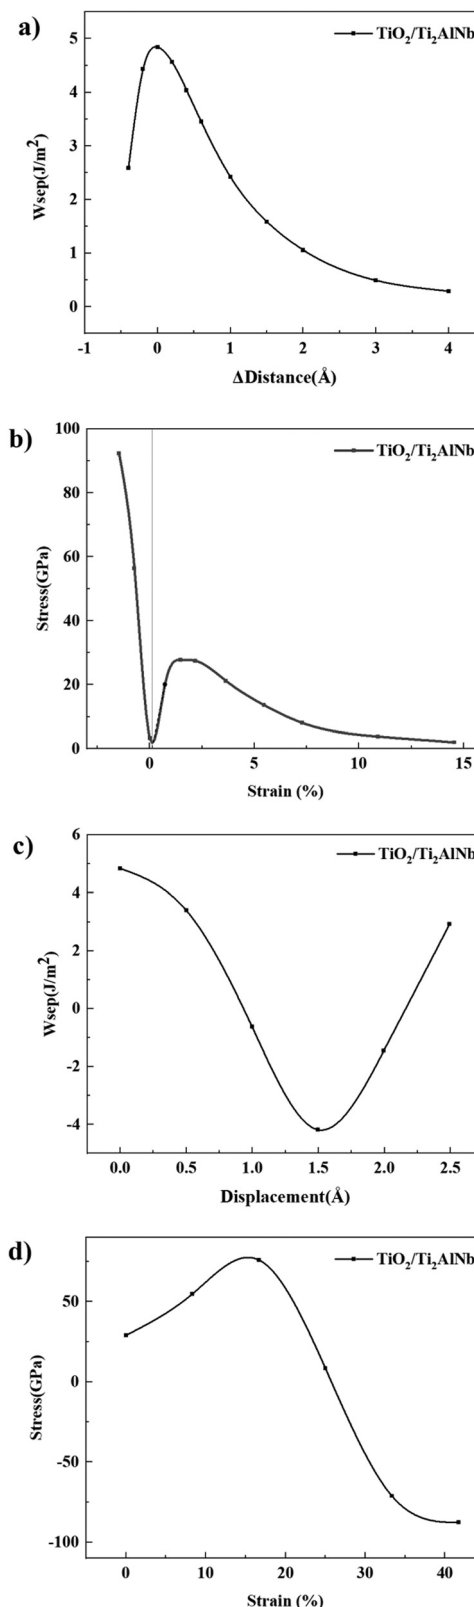 a)
TiO₂/Ti₂AlNb
5
4
3
2
1
0
Wsep(J/m²)
-1 0 1 2 3 4
ΔDistance(Å)
b)
TiO₂/Ti₂AlNb
100
80
60
40
20
0
Stress(GPa)
0 5 10 15
Strain (%)
c)
TiO₂/Ti₂AlNb
6
4
2
0
-2
-4
Wsep(J/m²)
0.0 0.5 1.0 1.5 2.0 2.5
Displacement(Å)
d)
TiO₂/Ti₂AlNb
50
0
-50
-100
Stress(GPa)
0 10 20 30 40
Strain (%)